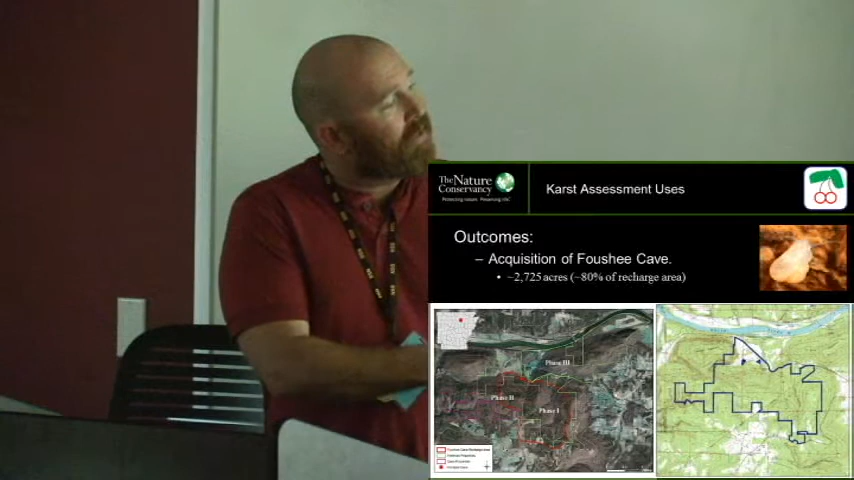 The Nature
Conservancy
Protecting nature. Preserving life.
Karst Assessment Uses
Outcomes:
– Acquisition of Foushee Cave.
• ~2,725 acres (~80% of recharge area)
Phase III
Phase II
Phase I